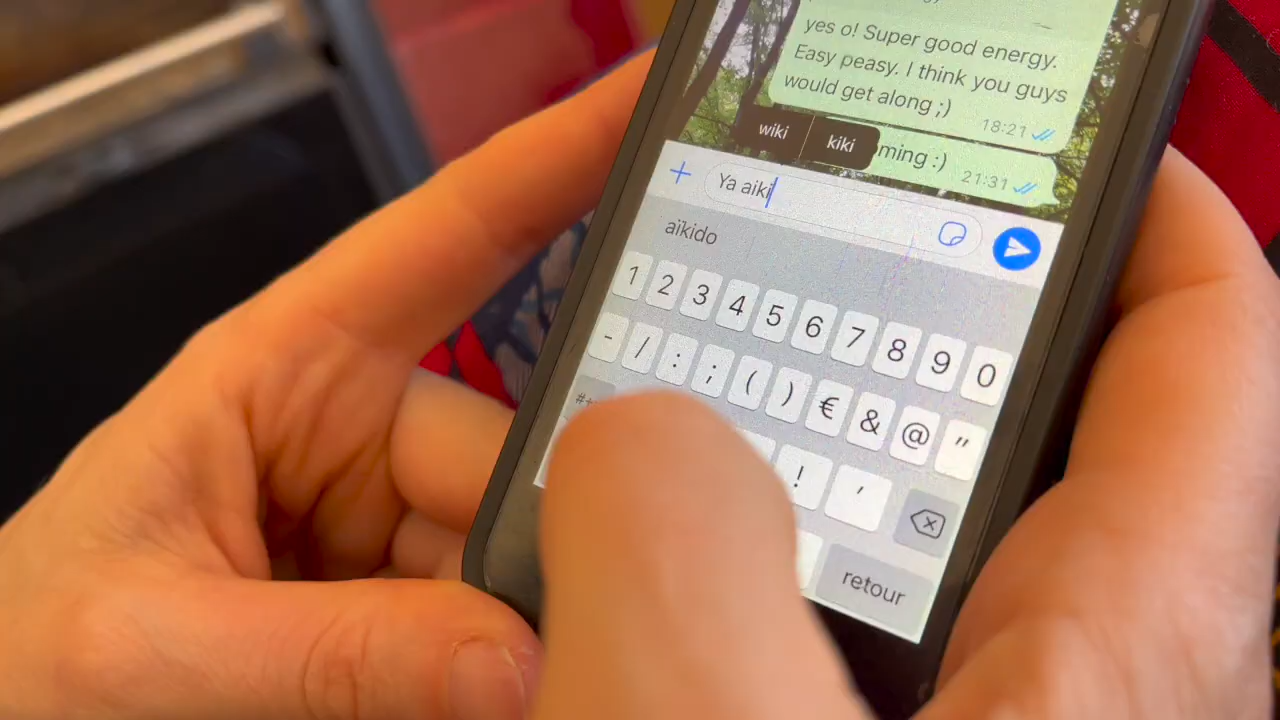 yes o! Super good energy.
Easy peasy. I think you guys
would get along ;)
18:21
wiki kiki
ming :)
21:31
Ya aiki
aïkido
1 2 3 4 5 6 7 8 9 0
- / : ; ( ) € & @ "
#+
! ’
retour